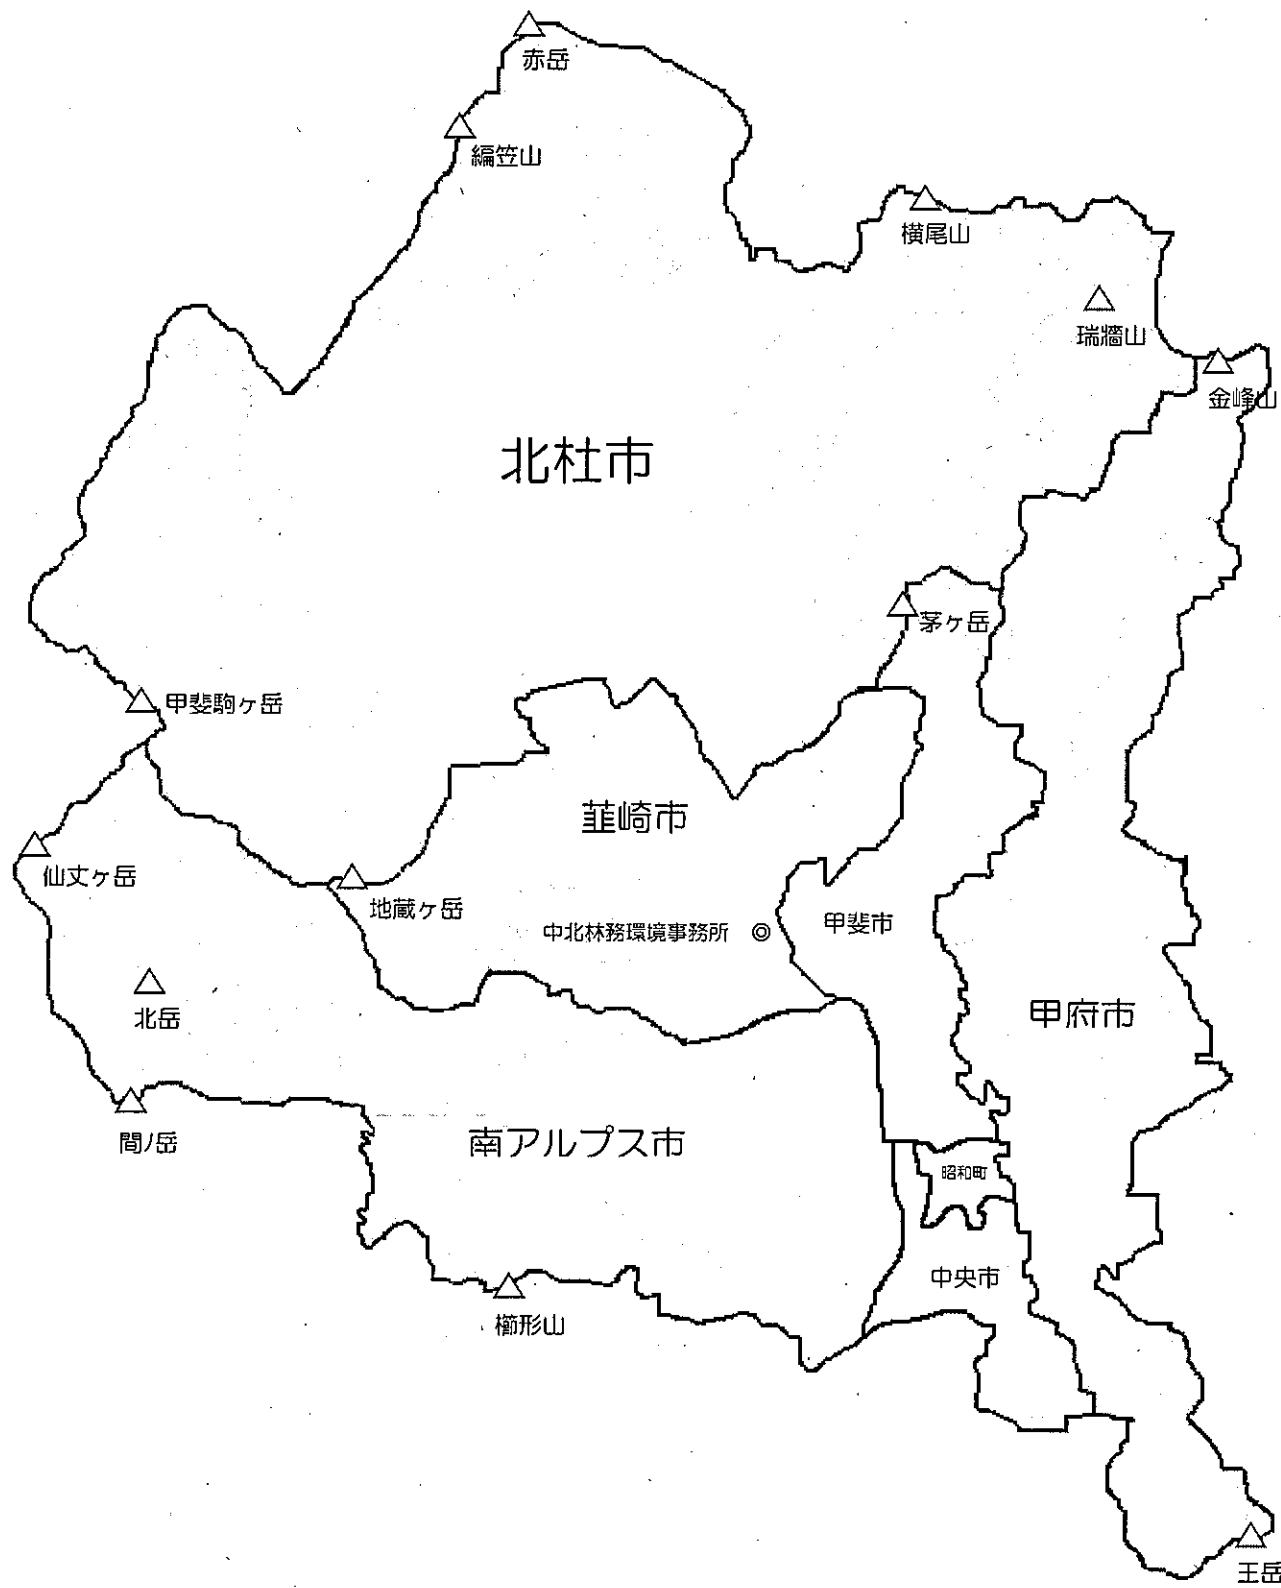 赤岳
編笠山
横尾山
瑞牆山
金峰山
北杜市
茅ヶ岳
甲斐駒ヶ岳
韮崎市
仙丈ヶ岳
地蔵ヶ岳
中北林務環境事務所
甲斐市
北岳
甲府市
間ノ岳
南アルプス市
昭和町
中央市
櫛形山
王岳